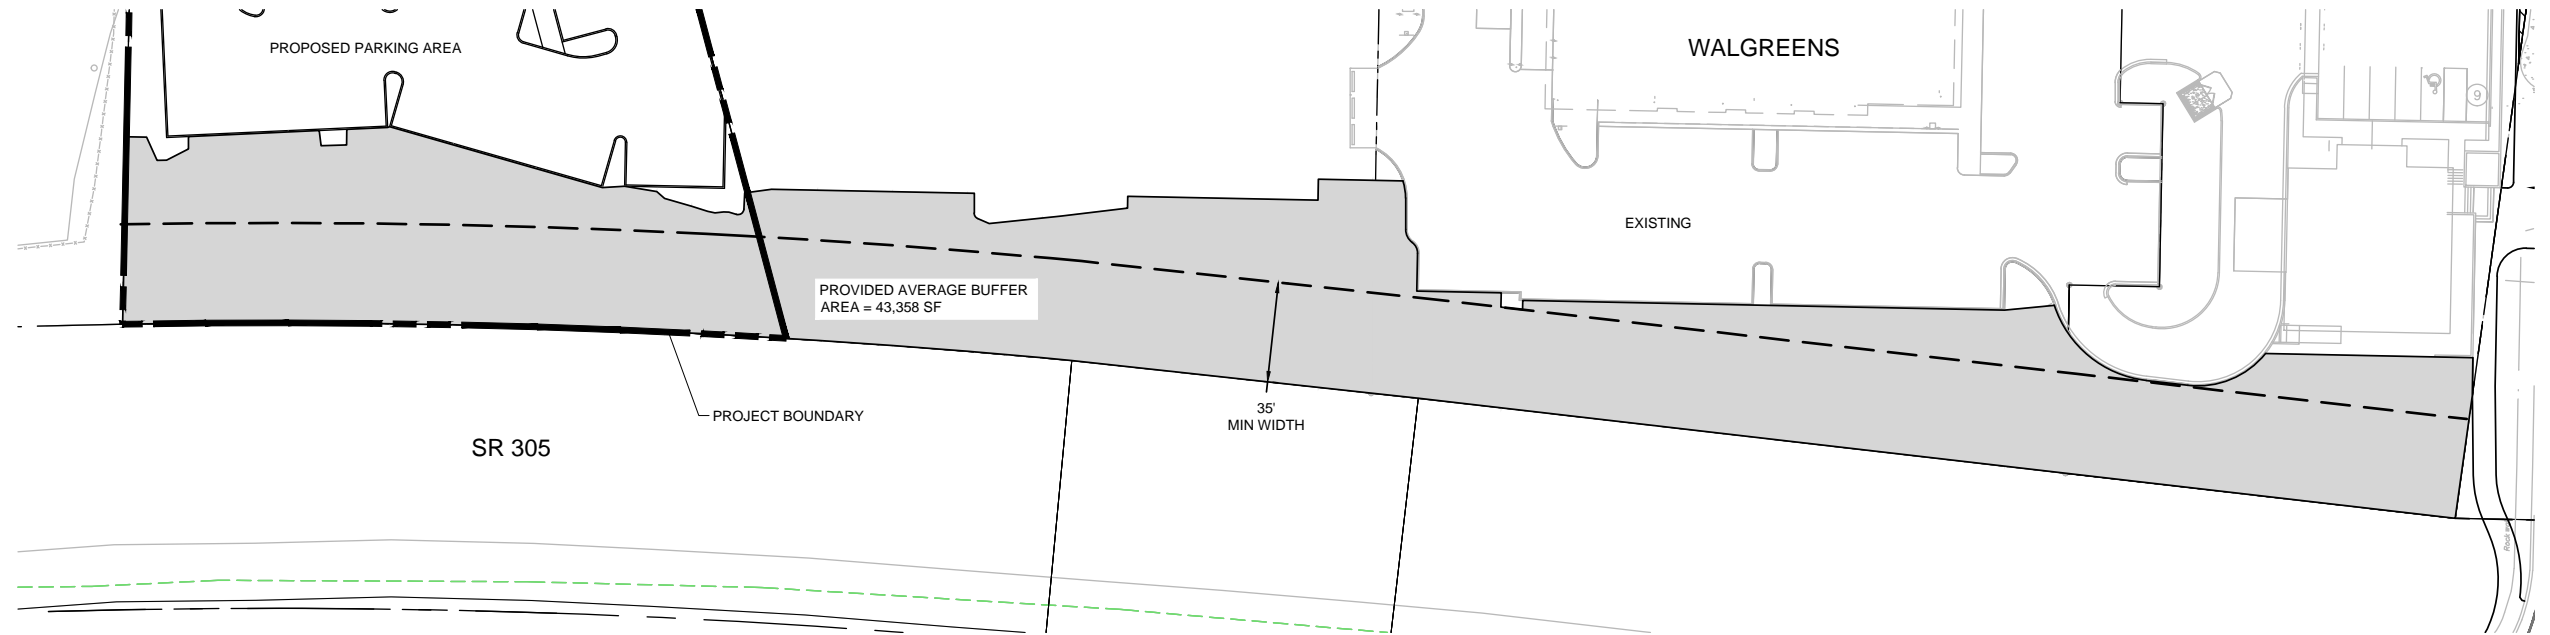 PROPOSED PARKING AREA
WALGREENS
9
EXISTING
PROVIDED AVERAGE BUFFER
AREA = 43,358 SF
35'
MIN WIDTH
PROJECT BOUNDARY
SR 305